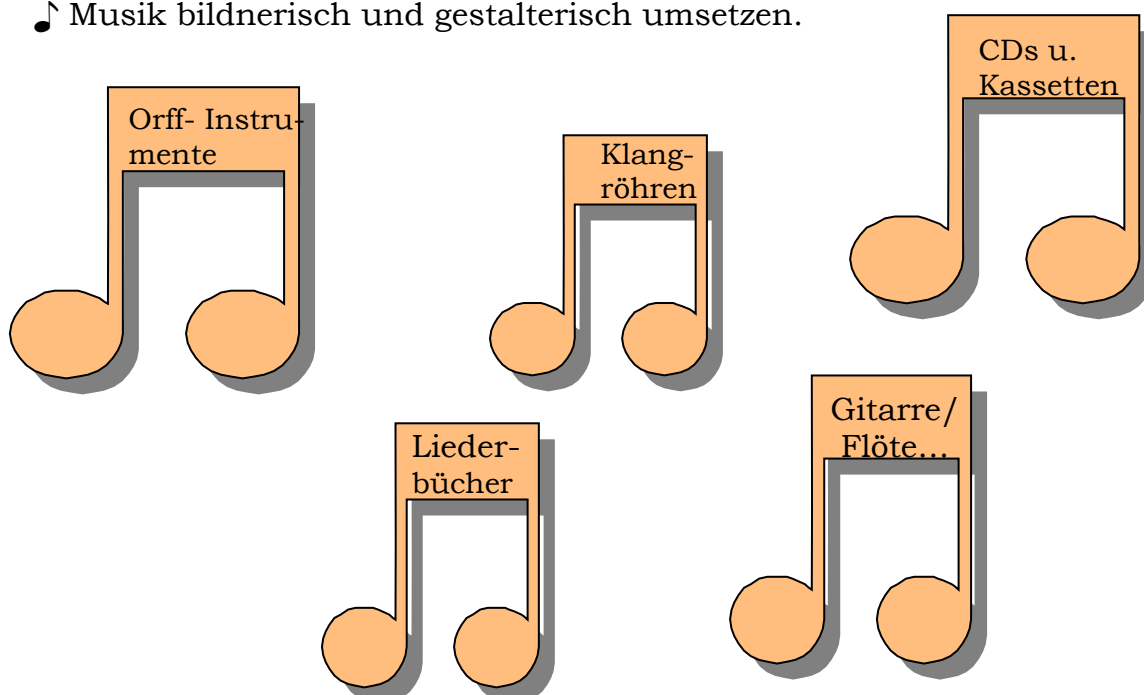 ♪ Musik bildnerisch und gestalterisch umsetzen.
CDs u.
Kassetten
Orff- Instru-
mente
Klang-
röhren
Gitarre/
Flöte…
Lieder-
bücher